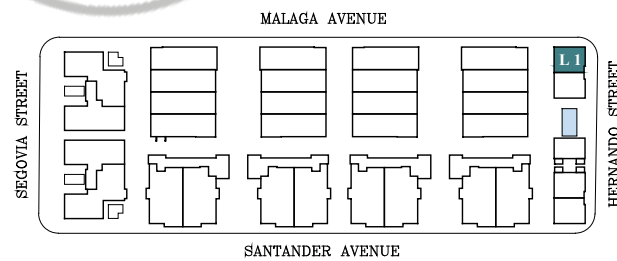 MALAGA AVENUE
SEGOVIA STREET
L 1
HERNANDO STREET
SANTANDER AVENUE